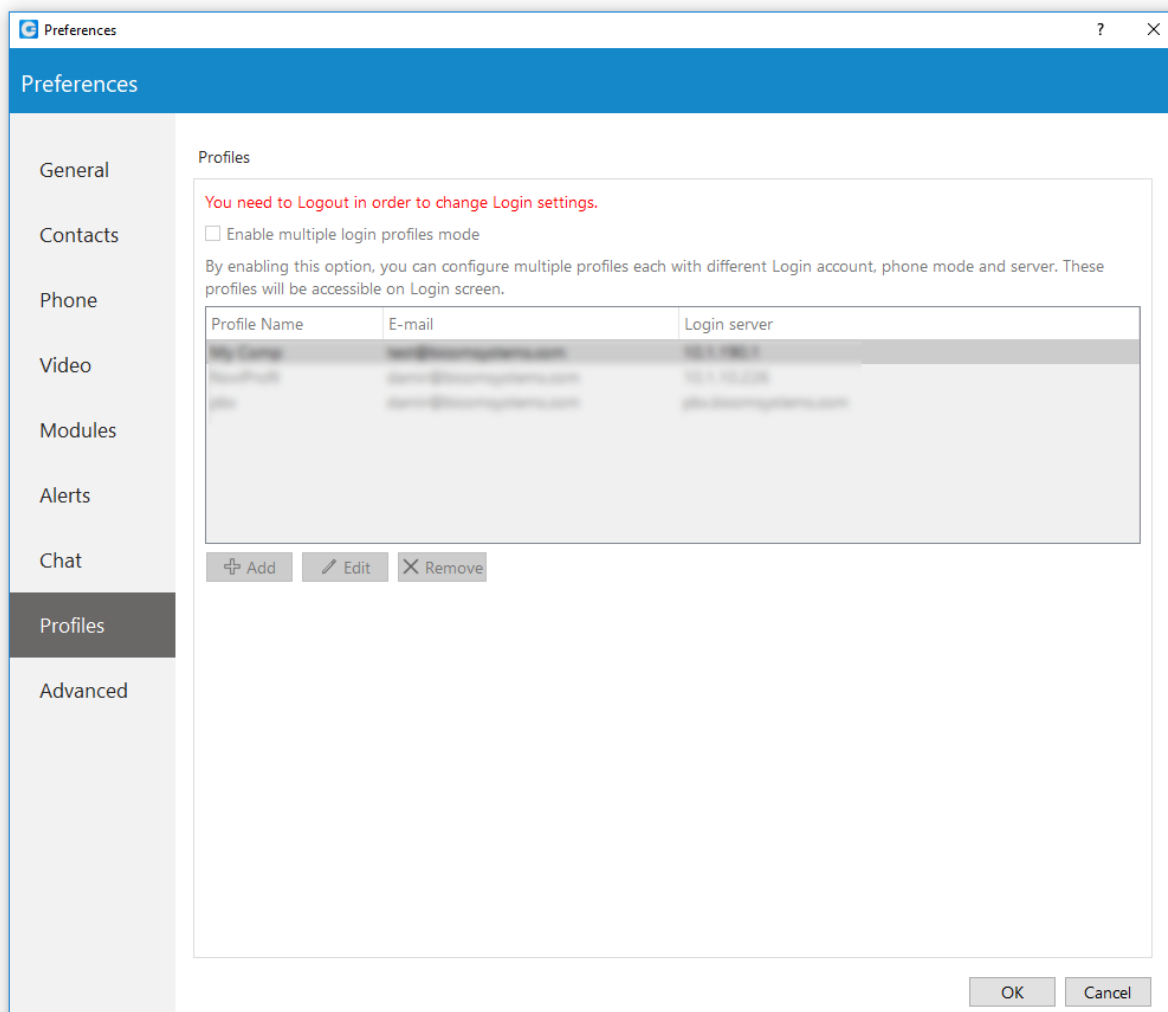 Preferences
?
Preferences
General
Contacts
Phone
Video
Modules
Alerts
Chat
Profiles
Advanced
Profiles
You need to Logout in order to change Login settings.
Enable multiple login profiles mode
By enabling this option, you can configure multiple profiles each with different Login account, phone mode and server. These
profiles will be accessible on Login screen.
Profile Name E-mail Login server
Add Edit Remove
OK Cancel